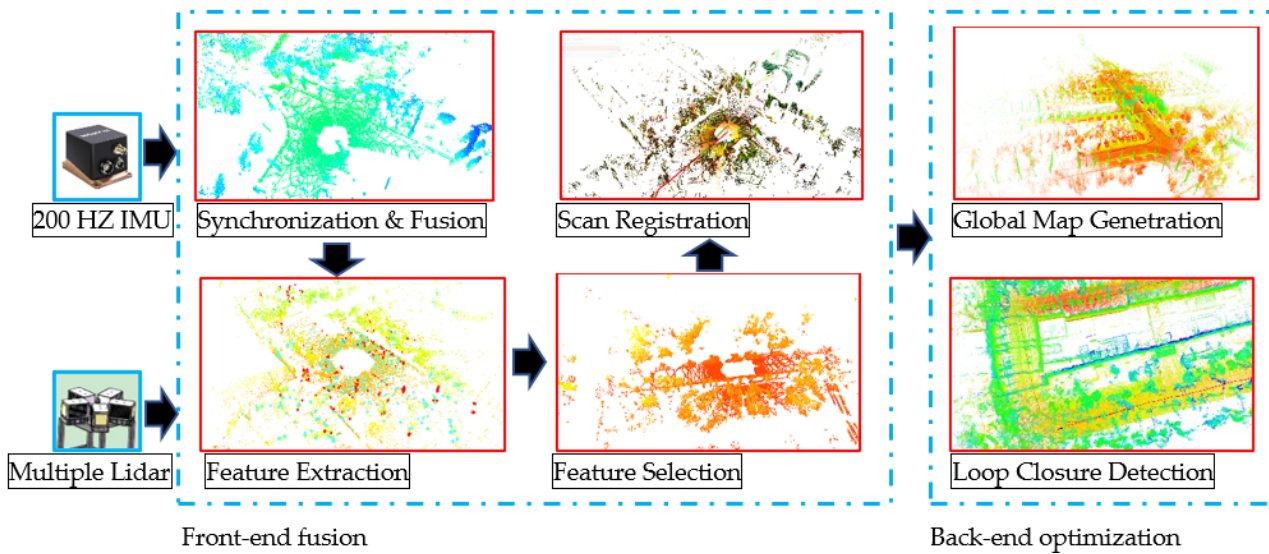 200 HZ IMU
Synchronization & Fusion
Scan Registration
Global Map Genetration
Multiple Lidar
Feature Extraction
Feature Selection
Loop Closure Detection
Front-end fusion
Back-end optimization